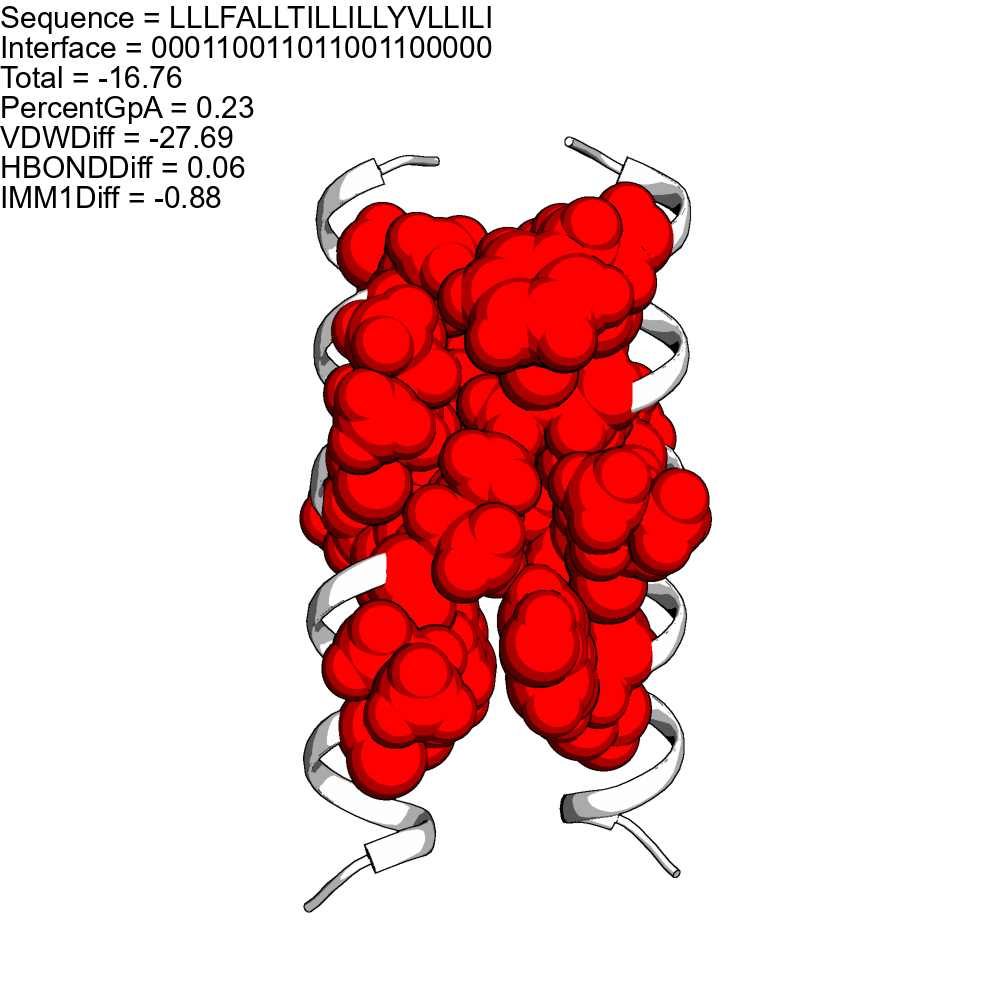 Sequence = LLLFALLTILLILLYVLLILI
Interface = 000110011011001100000
Total = -16.76
PercentGpA = 0.23
VDWDiff = -27.69
HBONDDiff = 0.06
IMM1Diff = -0.88